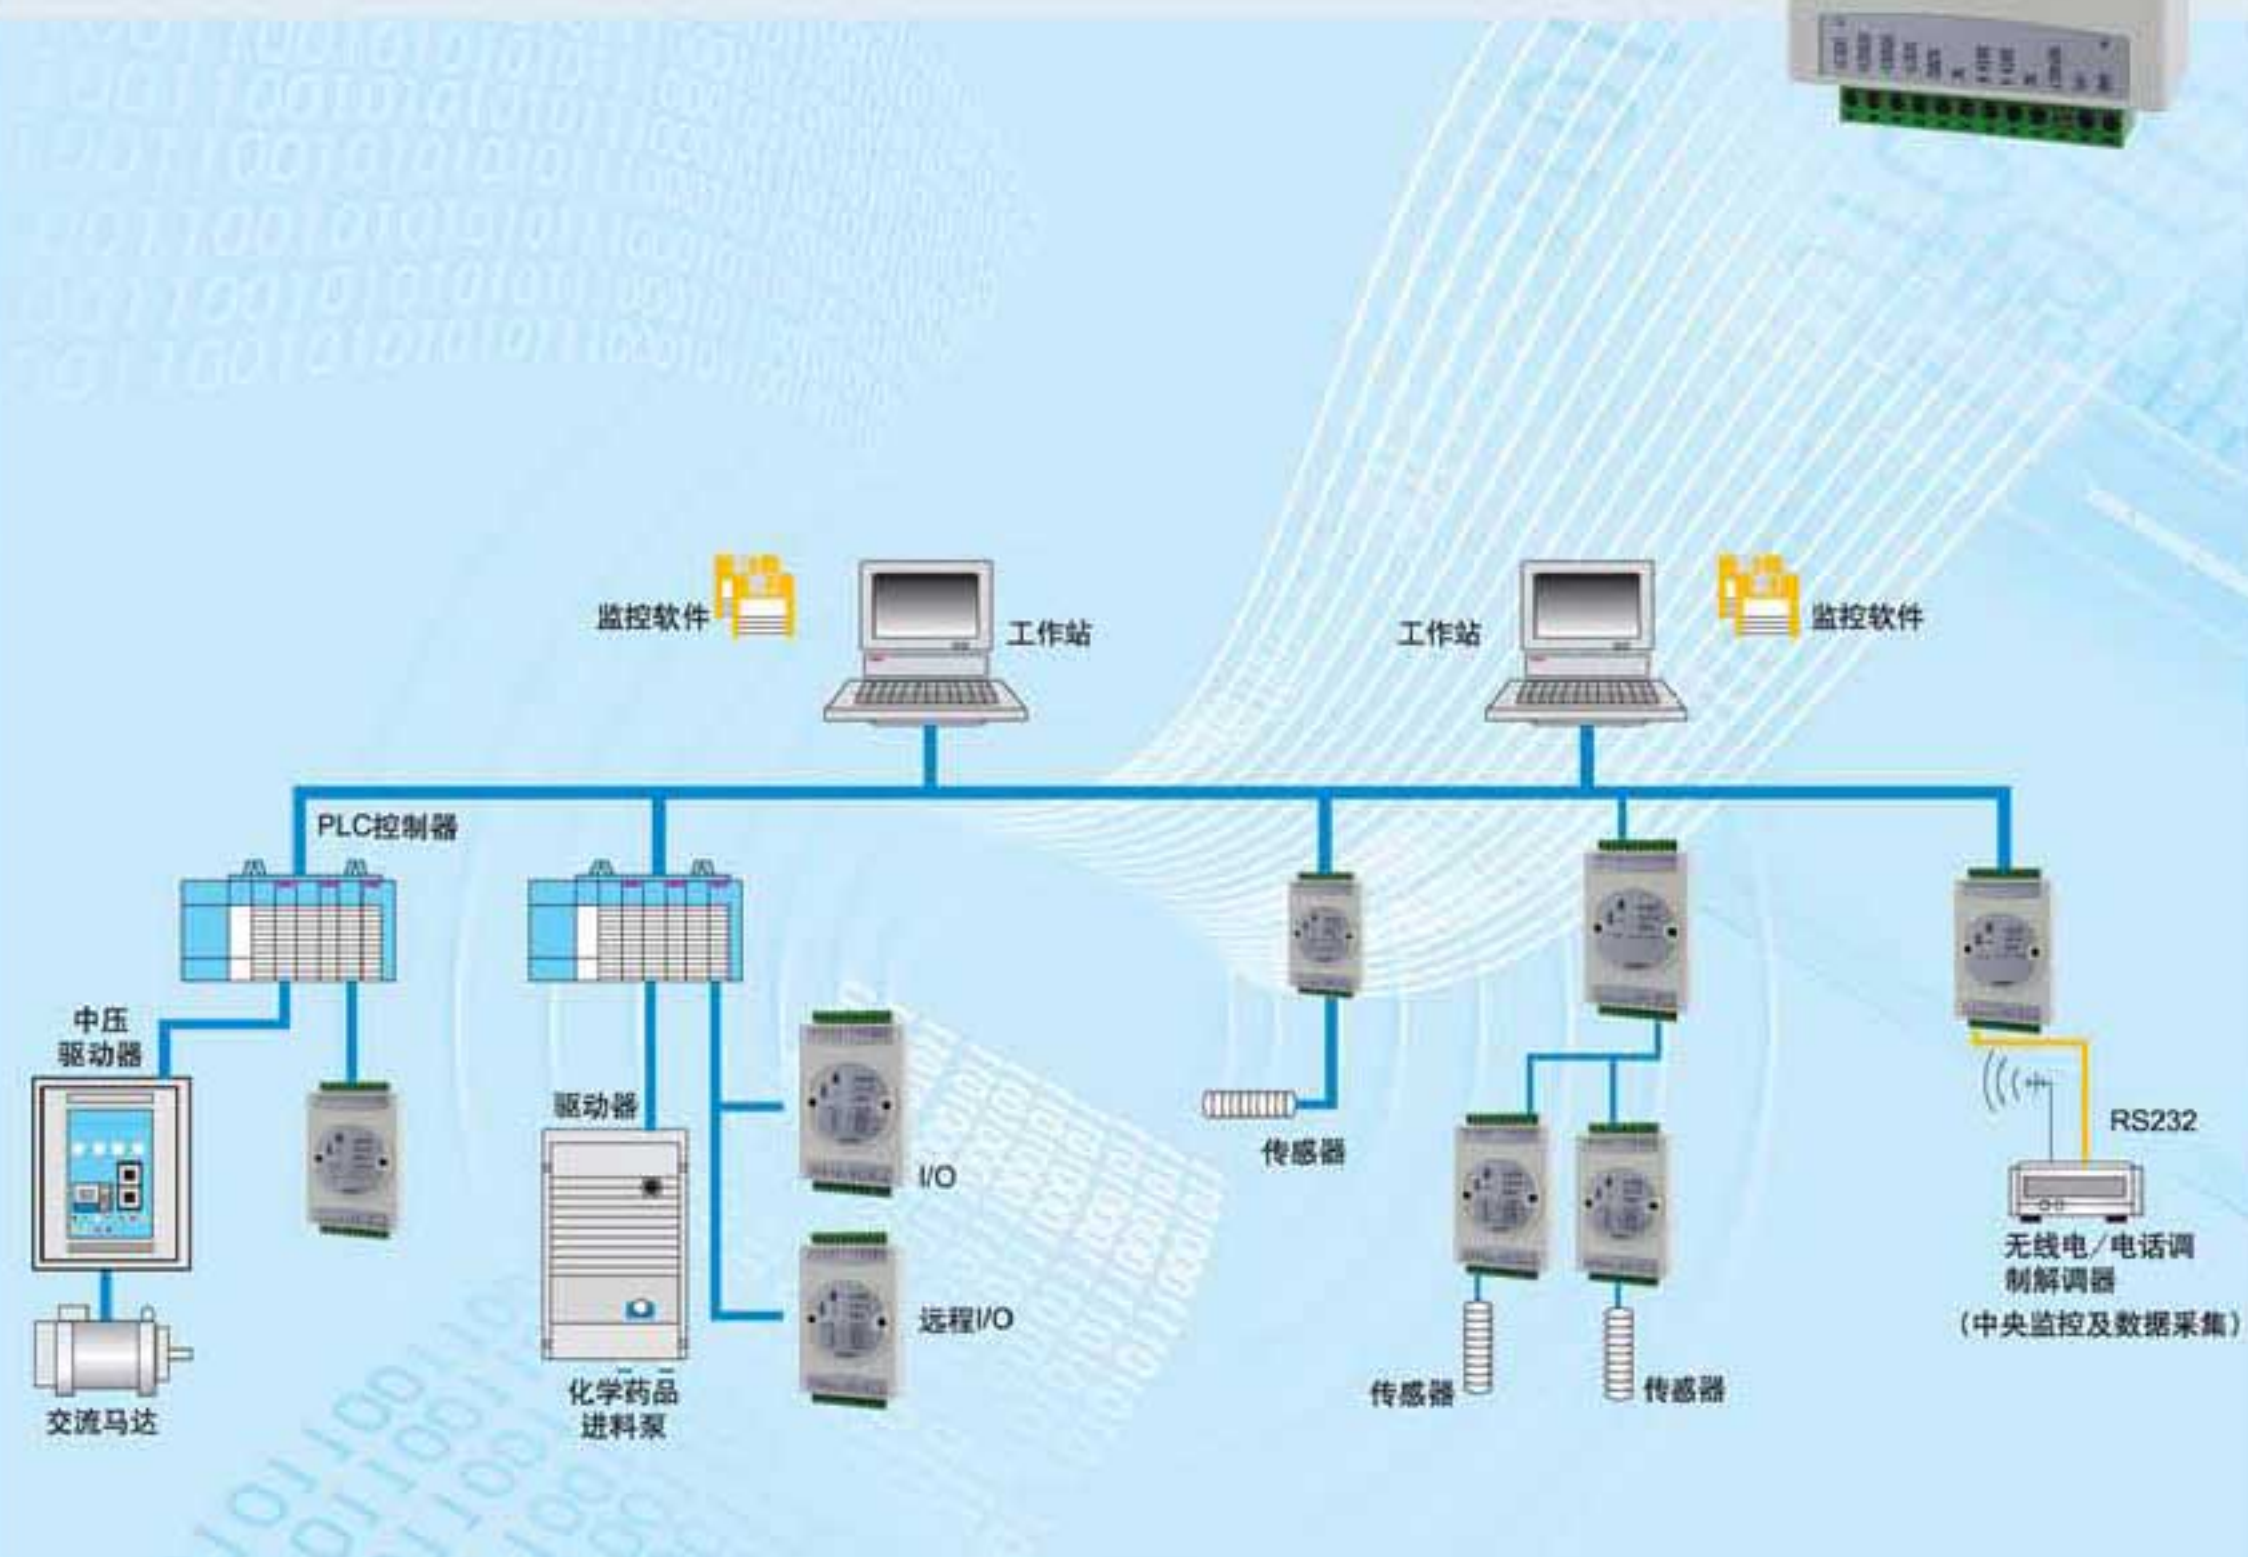 监控软件
工作站
工作站
监控软件
PLC控制器
中压
驱动器
驱动器
I/O
远程I/O
化学药品
进料泵
交流马达
传感器
传感器
传感器
RS232
无线电/电话调
制解调器
(中央监控及数据采集)